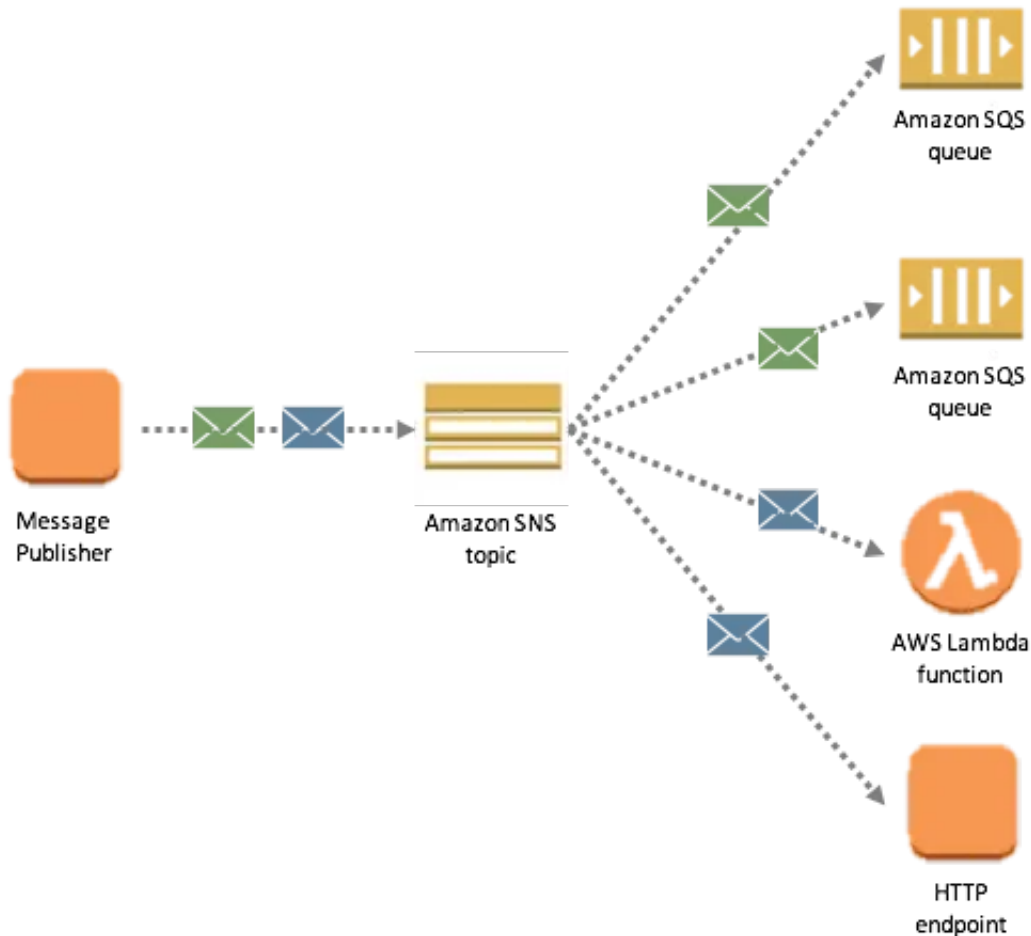 Amazon SQS
queue
Amazon SQS
queue
Message
Publisher
Amazon SNS
topic
AWS Lambda
function
HTTP
endpoint